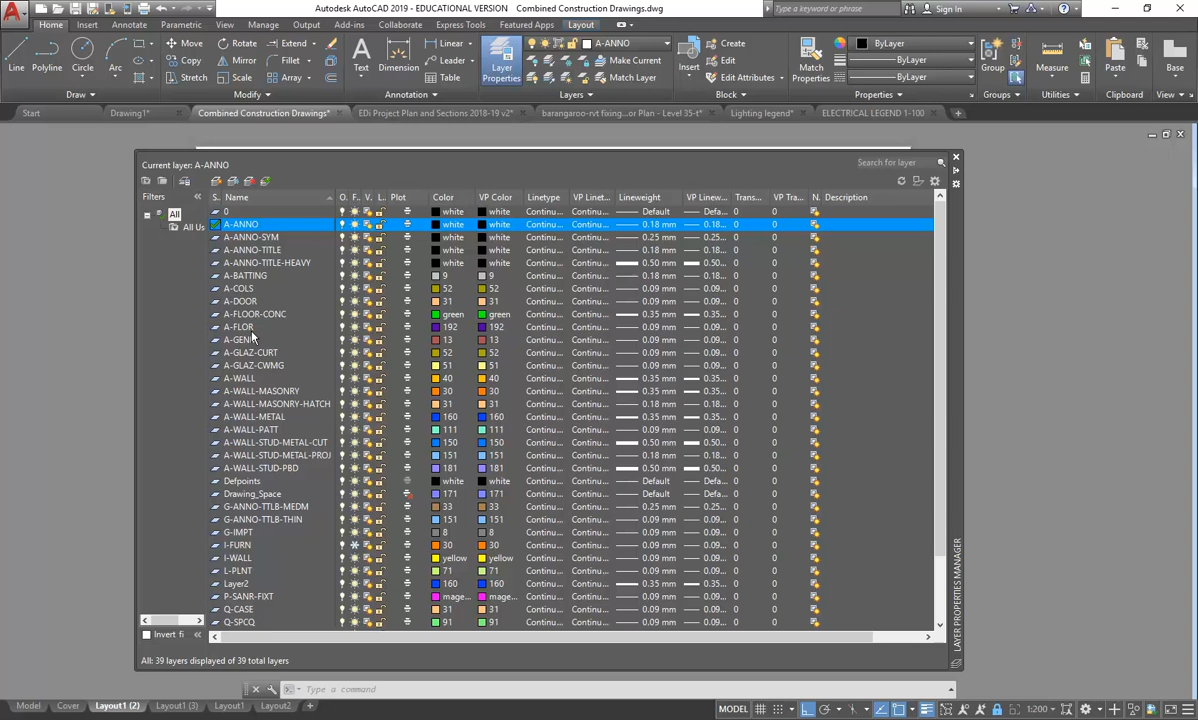 Autodesk AutoCAD 2019 - EDUCATIONAL VERSION Combined Construction Drawings.dwg
Type a keyword or phrase
Sign In
Home Insert Annotate Parametric View Manage Output Add-ins Collaborate Express Tools Featured Apps Layout
Line Polyline Circle Arc
Move Rotate Extend
Copy Mirror Fillet
Stretch Scale Array
Text Dimension
Linear
Leader
Table
Layer Properties
A-ANNO
Make Current
Match Layer
Insert
Create
Edit
Edit Attributes
Match Properties
ByLayer
ByLayer
ByLayer
Group Measure Paste Base
Draw Modify Annotation Layers Block Properties Groups Utilities Clipboard View
Start Drawing1* Combined Construction Drawings* EDi Project Plan and Sections 2018-19 v2* barangaroo-rvt fixing...or Plan - Level 35-t* Lighting legend* ELECTRICAL LEGEND 1-100
Current layer: A-ANNO
Search for layer
Filters
All
All Us
S.. Name O. F.. V. L.. Plot Color VP Color Linetype VP Linet... Lineweight VP Linew... Trans... VP Tra... N. Description
0 white white Continu... Continu... Default Defa... 0 0
A-ANNO white white Continu... Continu... 0.18 mm 0.18... 0 0
A-ANNO-SYM white white Continu... Continu... 0.25 mm 0.25... 0 0
A-ANNO-TITLE white white Continu... Continu... 0.18 mm 0.18... 0 0
A-ANNO-TITLE-HEAVY white white Continu... Continu... 0.50 mm 0.50... 0 0
A-BATTING 9 9 Continu... Continu... 0.18 mm 0.18... 0 0
A-COLS 52 52 Continu... Continu... 0.09 mm 0.09... 0 0
A-DOOR 31 31 Continu... Continu... 0.09 mm 0.09... 0 0
A-FLOOR-CONC green green Continu... Continu... 0.35 mm 0.35... 0 0
A-FLOR 192 192 Continu... Continu... 0.09 mm 0.09... 0 0
13 13 Continu... Continu... 0.09 mm 0.09... 0 0
A-GLAZ-CURT 52 52 Continu... Continu... 0.09 mm 0.09... 0 0
A-GLAZ-CWMG 51 51 Continu... Continu... 0.09 mm 0.09... 0 0
A-WALL 40 40 Continu... Continu... 0.35 mm 0.35... 0 0
A-WALL-MASONRY 30 30 Continu... Continu... 0.35 mm 0.35... 0 0
A-WALL-MASONRY-HATCH 31 31 Continu... Continu... 0.18 mm 0.18... 0 0
A-WALL-METAL 160 160 Continu... Continu... 0.35 mm 0.35... 0 0
A-WALL-PATT 111 111 Continu... Continu... 0.09 mm 0.09... 0 0
A-WALL-STUD-METAL-CUT 150 150 Continu... Continu... 0.50 mm 0.50... 0 0
A-WALL-STUD-METAL-PROJ 151 151 Continu... Continu... 0.18 mm 0.18... 0 0
A-WALL-STUD-PBD 181 181 Continu... Continu... 0.50 mm 0.50... 0 0
Defpoints white white Continu... Continu... Default Defa... 0 0
Drawing_Space 171 171 Continu... Continu... Default Defa... 0 0
G-ANNO-TTLB-MEDM 33 33 Continu... Continu... 0.25 mm 0.25... 0 0
G-ANNO-TTLB-THIN 151 151 Continu... Continu... 0.09 mm 0.09... 0 0
G-IMPT 8 8 Continu... Continu... 0.09 mm 0.09... 0 0
I-FURN 30 30 Continu... Continu... 0.09 mm 0.09... 0 0
I-WALL yellow yellow Continu... Continu... 0.09 mm 0.09... 0 0
L-PLNT 71 71 Continu... Continu... 0.09 mm 0.09... 0 0
Layer2 160 160 Continu... Continu... 0.35 mm 0.35... 0 0
P-SANR-FIXT mage... mage... Continu... Continu... 0.09 mm 0.09... 0 0
Q-CASE 31 31 Continu... Continu... 0.09 mm 0.09... 0 0
Q-SPCQ 91 91 Continu... Continu... 0.09 mm 0.09... 0 0
Invert fi
LAYER PROPERTIES MANAGER
All: 39 layers displayed of 39 total layers
Type a command
Model Cover Layout1 (2) Layout1 (3) Layout1 Layout2
MODEL
1:200